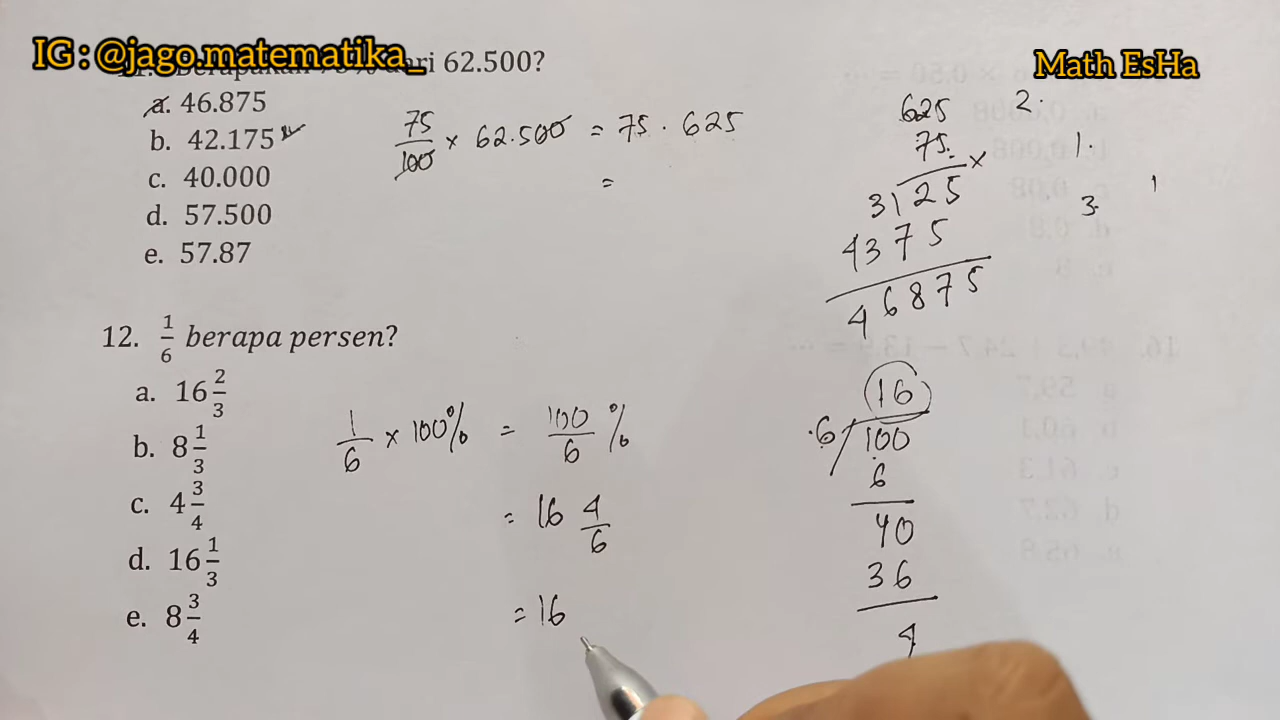 IG : @jago.matematika_
Math EsHa
dari 62.500?
a. 46.875
b. 42.175
c. 40.000
d. 57.500
e. 57.87
75/100 × 62.500 = 75 . 625
=
625
75 ×
3125
4375
46875
2.
1.
3.
1
12. 1/6 berapa persen?
a. 16 2/3
b. 8 1/3
c. 4 3/4
d. 16 1/3
e. 8 3/4
1/6 × 100% = 100/6 %
= 16 4/6
= 16
16
6 / 100
6
40
36
4